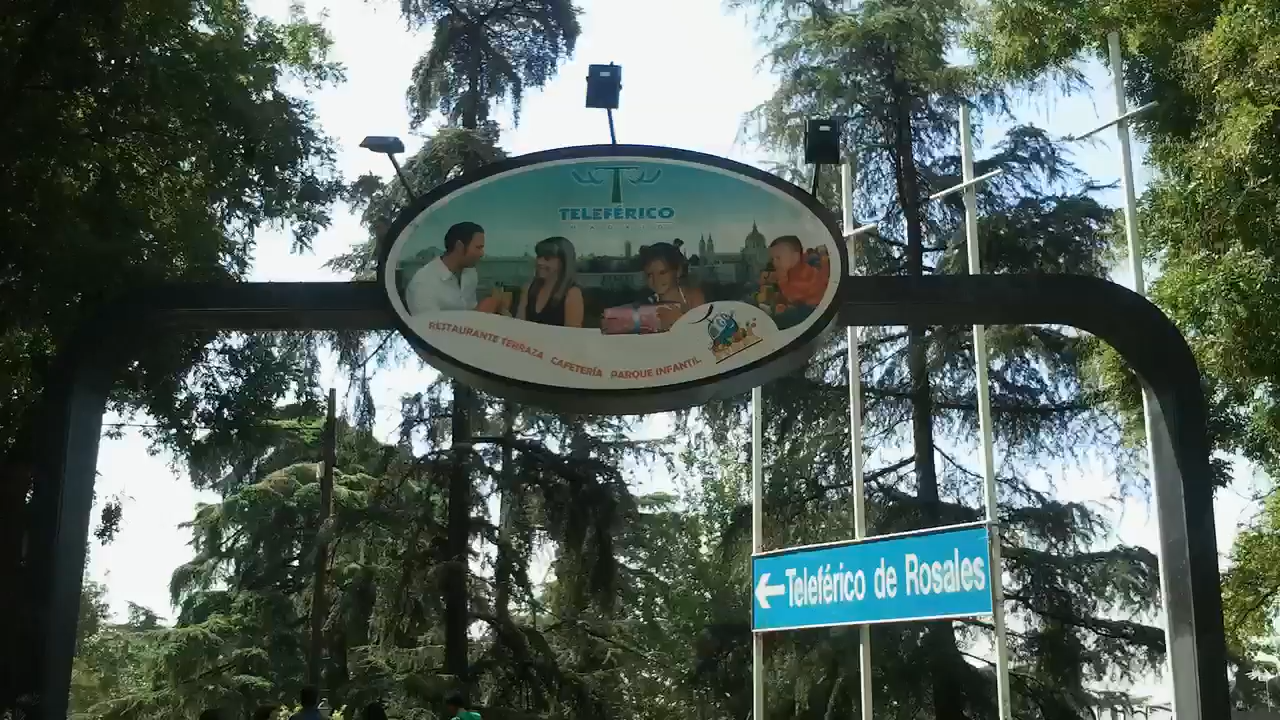 TELEFÉRICO
RESTAURANTE TERRAZA CAFETERÍA PARQUE INFANTIL
Teleférico de Rosales